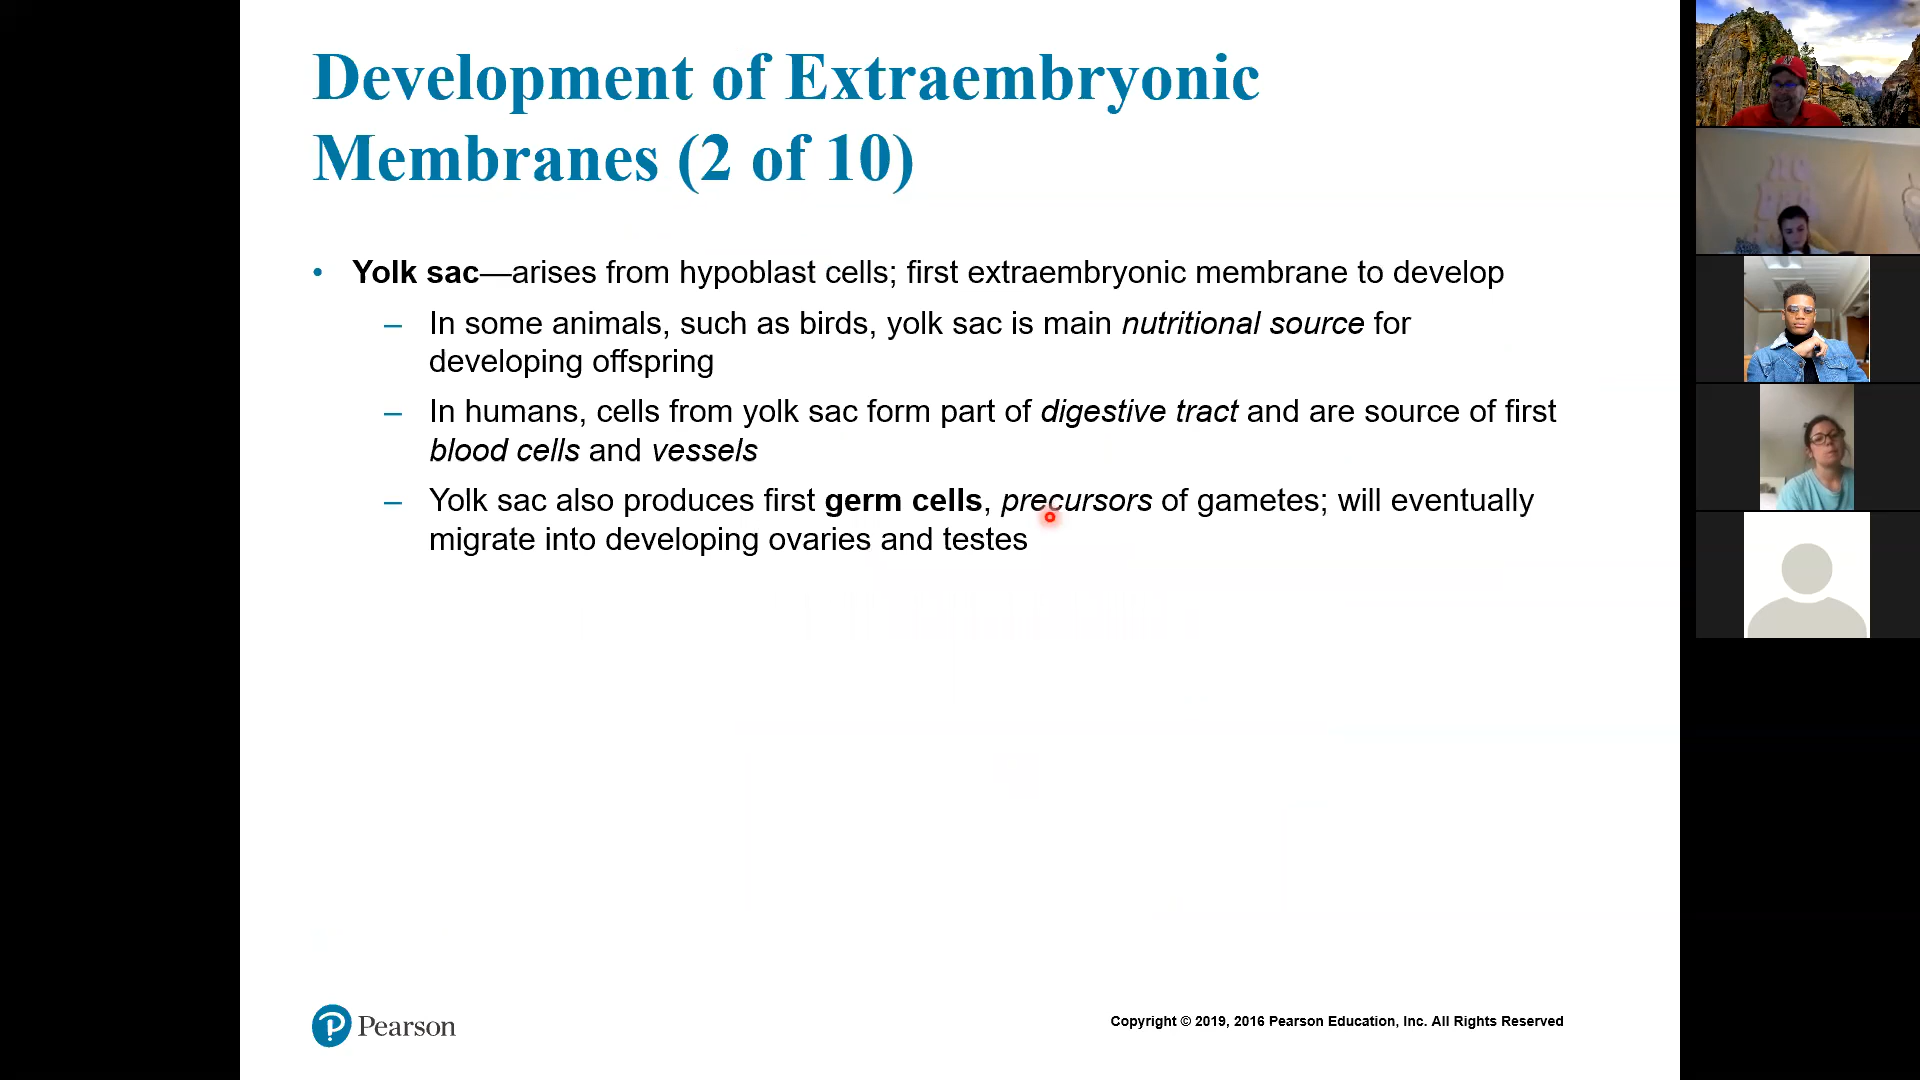 Development of Extraembryonic
Membranes (2 of 10)
• Yolk sac—arises from hypoblast cells; first extraembryonic membrane to develop
– In some animals, such as birds, yolk sac is main nutritional source for
developing offspring
– In humans, cells from yolk sac form part of digestive tract and are source of first
blood cells and vessels
– Yolk sac also produces first germ cells, precursors of gametes; will eventually
migrate into developing ovaries and testes
Pearson
Copyright © 2019, 2016 Pearson Education, Inc. All Rights Reserved